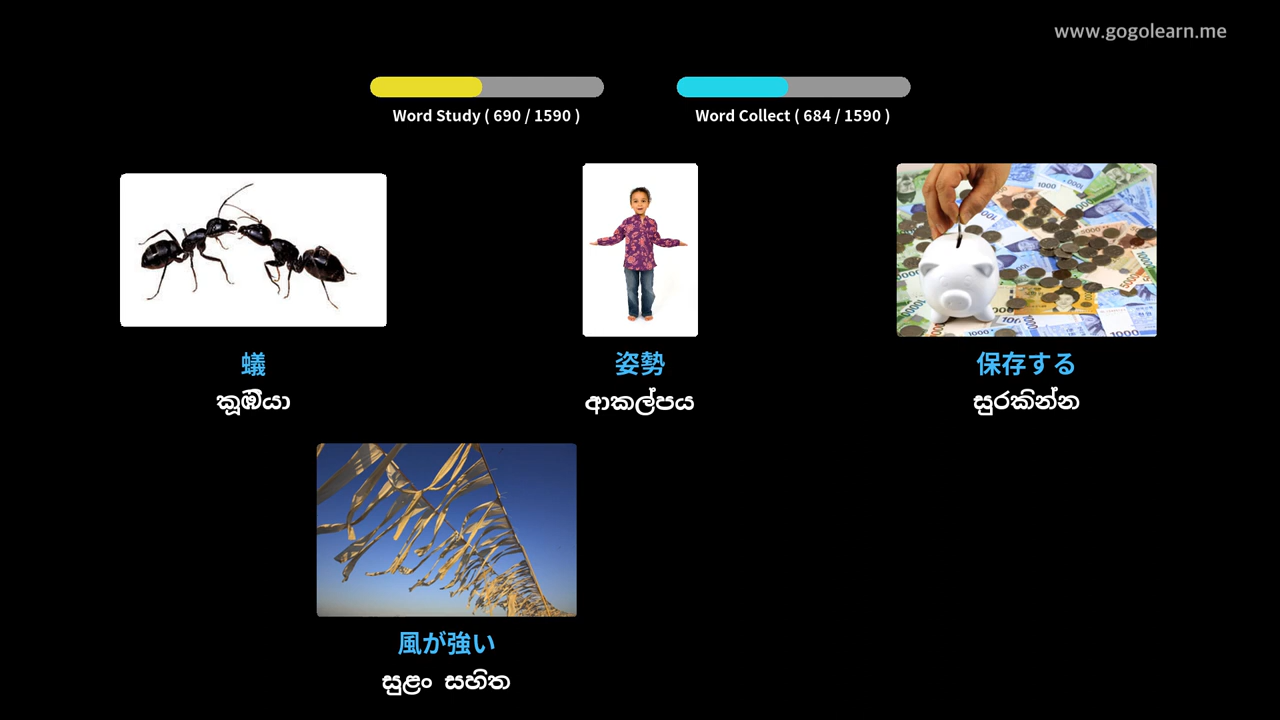 www.gogolearn.me
Word Study ( 690 / 1590 )
Word Collect ( 684 / 1590 )
蟻
කූඹියා
姿勢
ආකල්පය
保存する
සුරකින්න
風が強い
සුළං සහිත